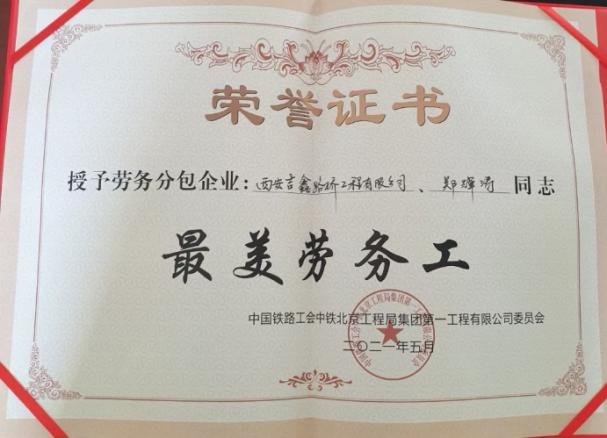 荣誉证书
授予劳务分包企业：西安吉鑫路桥工程有限公司、郑辉涛同志
最美劳务工
中国铁路工会中铁北京工程局集团第一工程有限公司委员会
二〇二一年五月